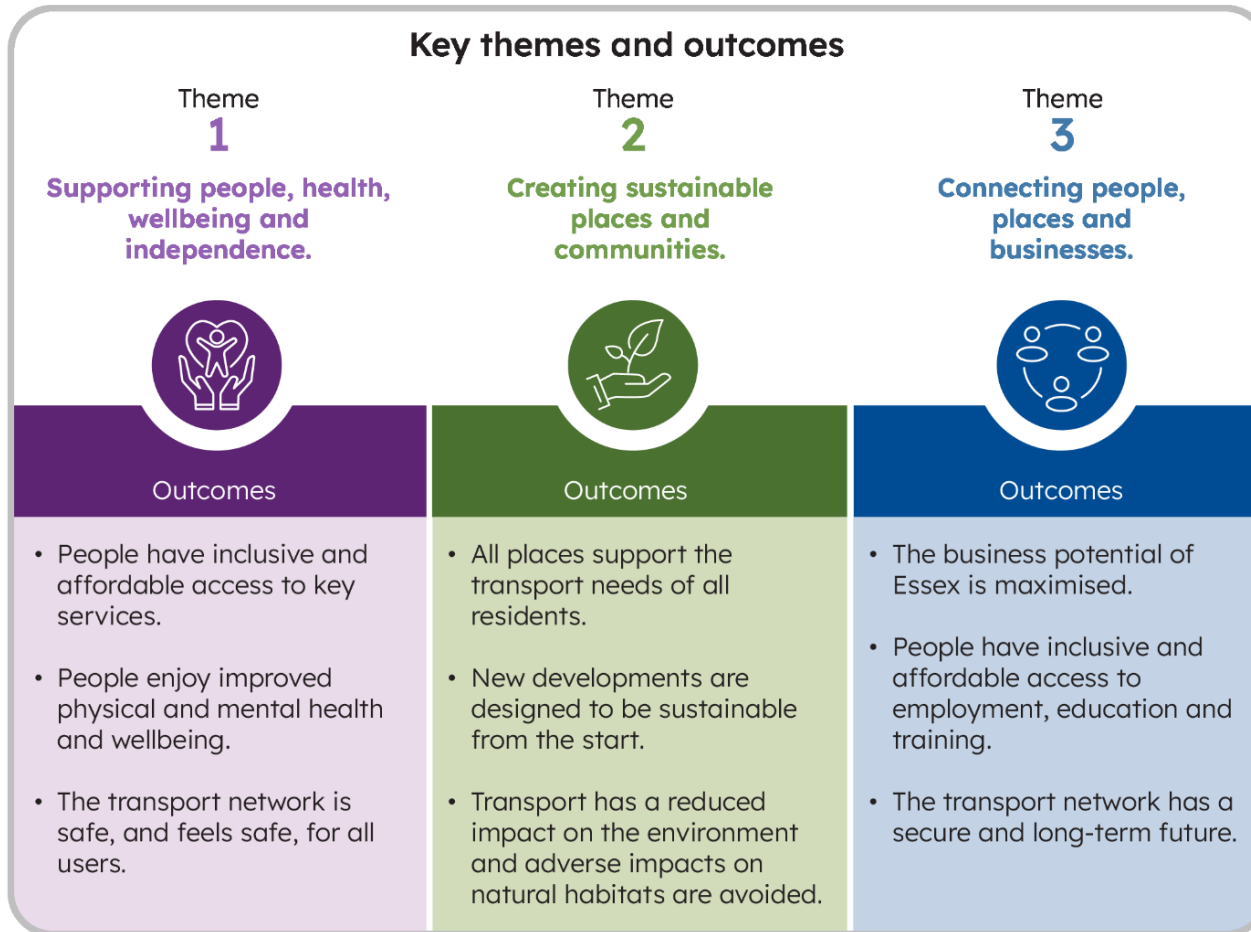 Key themes and outcomes
Theme
1
Supporting people, health,
wellbeing and
independence.
Outcomes
• People have inclusive and
affordable access to key
services.
• People enjoy improved
physical and mental health
and wellbeing.
• The transport network is
safe, and feels safe, for all
users.
Theme
2
Creating sustainable
places and
communities.
Outcomes
• All places support the
transport needs of all
residents.
• New developments are
designed to be sustainable
from the start.
• Transport has a reduced
impact on the environment
and adverse impacts on
natural habitats are avoided.
Theme
3
Connecting people,
places and
businesses.
Outcomes
• The business potential of
Essex is maximised.
• People have inclusive and
affordable access to
employment, education and
training.
• The transport network has a
secure and long-term future.